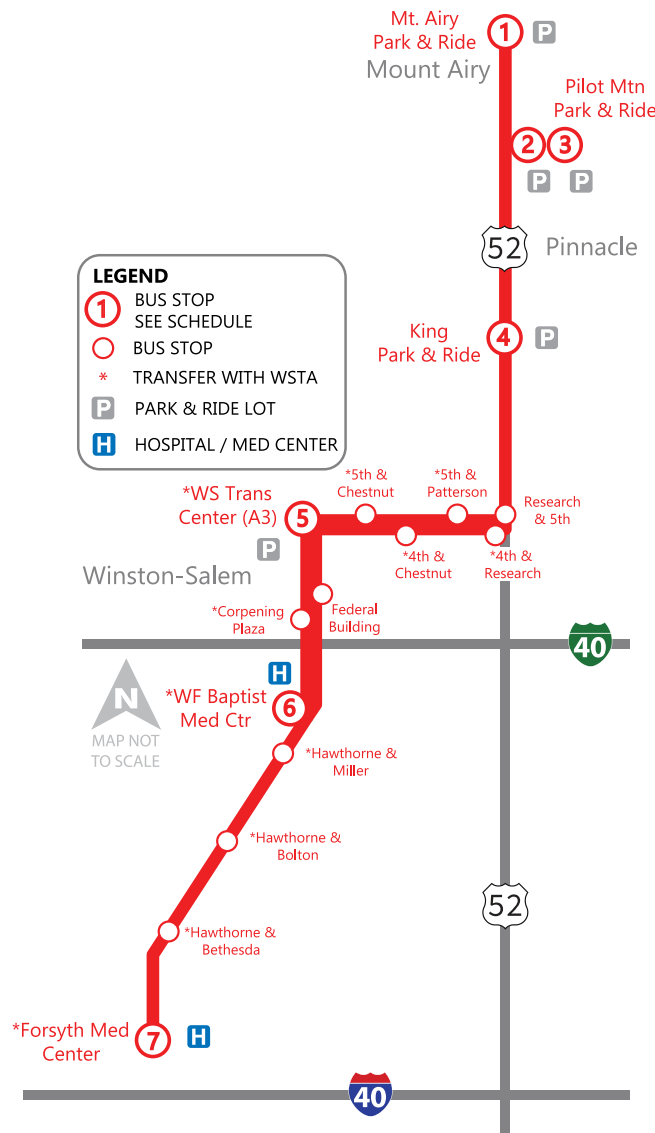 Mt. Airy
Park & Ride
1
P
Mount Airy
Pilot Mtn
Park & Ride
2
3
P
P
52
Pinnacle
LEGEND
1
BUS STOP
SEE SCHEDULE
BUS STOP
*
TRANSFER WITH WSTA
P
PARK & RIDE LOT
H
HOSPITAL / MED CENTER
King
Park & Ride
4
P
*WS Trans
Center (A3)
5
P
*5th &
Chestnut
*5th &
Patterson
Research
& 5th
*4th &
Chestnut
*4th &
Research
Winston-Salem
*Corpening
Plaza
Federal
Building
40
N
MAP NOT
TO SCALE
H
*WF Baptist
Med Ctr
6
*Hawthorne &
Miller
*Hawthorne &
Bolton
52
*Hawthorne &
Bethesda
*Forsyth Med
Center
7
H
40